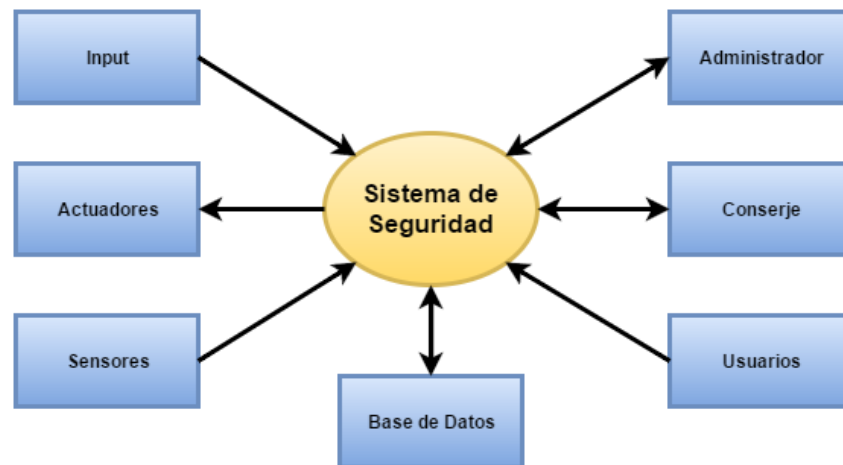 Input
Administrador
Sistema de
Seguridad
Actuadores
Conserje
Sensores
Usuarios
Base de Datos